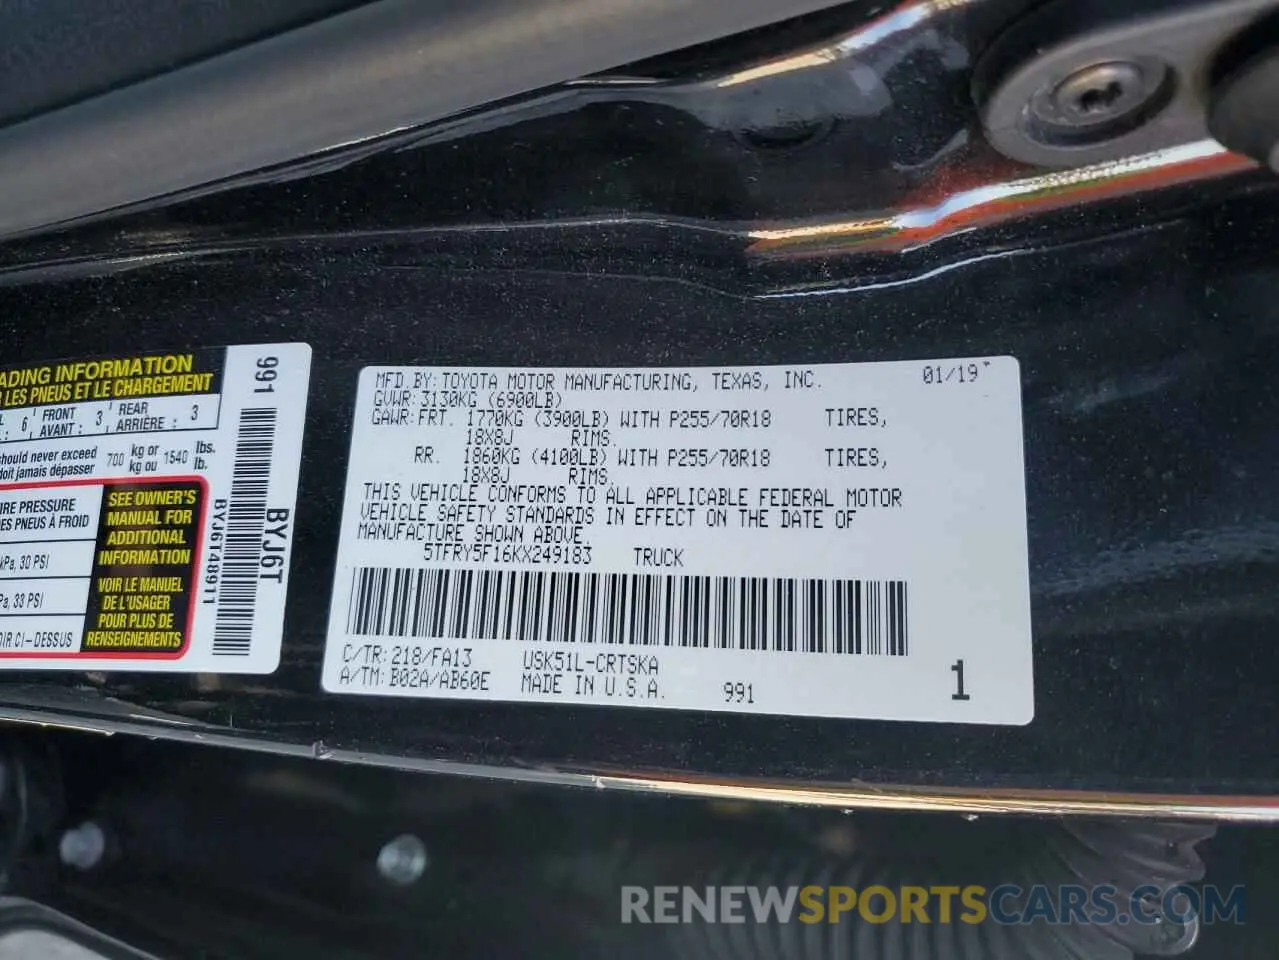 ADING INFORMATION
LES PNEUS ET LE CHARGEMENT
6 FRONT AVANT : 3 REAR ARRIÈRE : 3
should never exceed 700 kg or 1540 lbs.
doit jamais dépasser kg ou lb.
PRESSURE
PNEUS À FROID
kPa, 30 PSI
33 PSI
CI-DESSUS
SEE OWNER'S
MANUAL FOR
ADDITIONAL
INFORMATION
VOIR LE MANUEL
DE L'USAGER
POUR PLUS DE
RENSEIGNEMENTS
991
BYJ6T
BYJ6T48911
MFD.BY:TOYOTA MOTOR MANUFACTURING, TEXAS, INC. 01/19
GVWR:3130KG (6900LB)
GAWR:FRT. 1770KG (3900LB) WITH P255/70R18 TIRES,
18X8J RIMS.
RR. 1860KG (4100LB) WITH P255/70R18 TIRES,
18X8J RIMS.
THIS VEHICLE CONFORMS TO ALL APPLICABLE FEDERAL MOTOR
VEHICLE SAFETY STANDARDS IN EFFECT ON THE DATE OF
MANUFACTURE SHOWN ABOVE.
5TFRY5F16KX249183 TRUCK
C/TR:218/FA13 USK51L-CRTSKA
A/TM:B02A/AB60E MADE IN U.S.A. 991 1
RENEWSPORTSCARS.COM